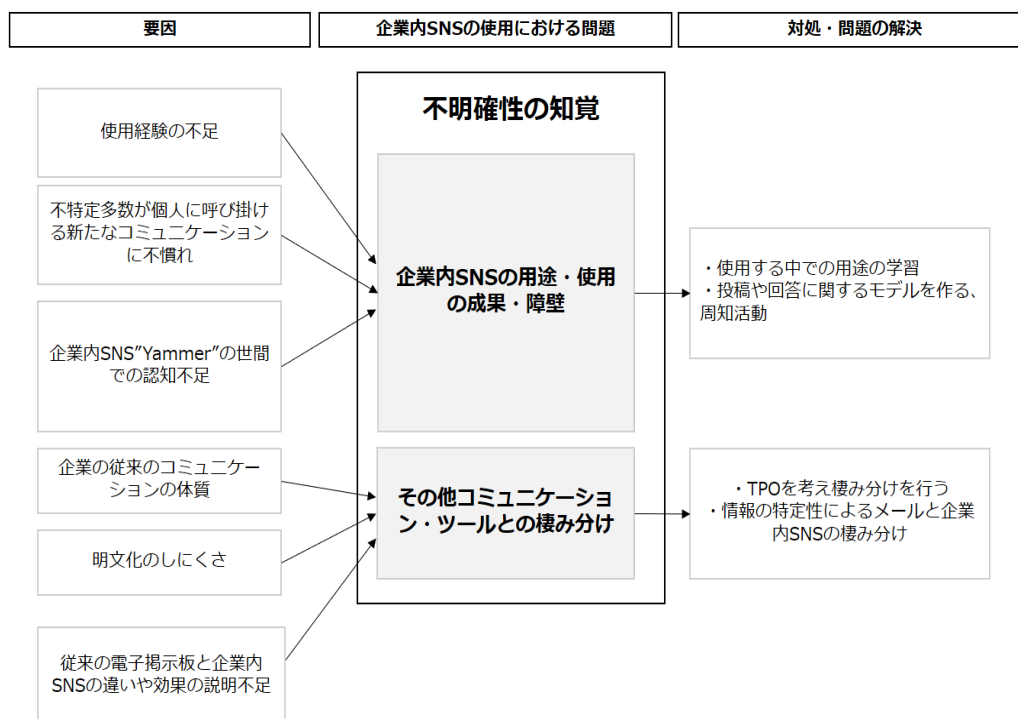 要因
企業内SNSの使用における問題
対処・問題の解決
不明確性の知覚
使用経験の不足
不特定多数が個人に呼び掛け
る新たなコミュニケーション
に不慣れ
企業内SNS”Yammer”の世間
での認知不足
企業の従来のコミュニケー
ションの体質
明文化のしにくさ
従来の電子掲示板と企業内
SNSの違いや効果の説明不足
企業内SNSの用途・使用
の成果・障壁
その他コミュニケーショ
ン・ツールとの棲み分け
・使用する中での用途の学習
・投稿や回答に関するモデルを作る、
周知活動
・TPOを考え棲み分けを行う
・情報の特定性によるメールと企業
内SNSの棲み分け